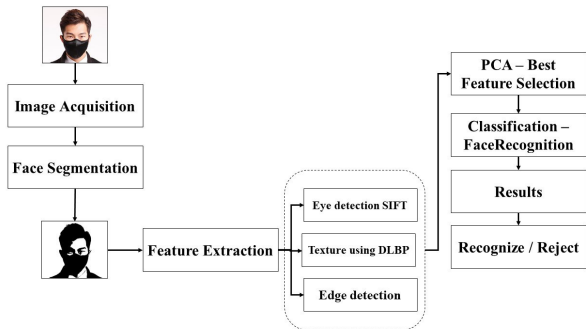 Image Acquisition
Face Segmentation
Feature Extraction
Eye detection SIFT
Texture using DLBP
Edge detection
PCA – Best
Feature Selection
Classification –
FaceRecognition
Results
Recognize / Reject